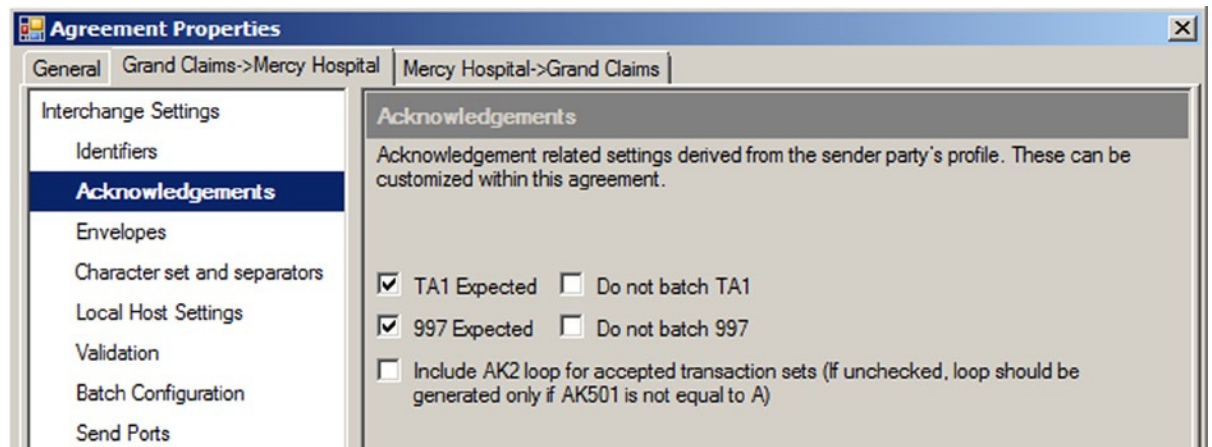 Agreement Properties
General Grand Claims->Mercy Hospital Mercy Hospital->Grand Claims
Interchange Settings
Identifiers
Acknowledgements
Envelopes
Character set and separators
Local Host Settings
Validation
Batch Configuration
Send Ports
Acknowledgements
Acknowledgement related settings derived from the sender party's profile. These can be
customized within this agreement.
TA1 Expected Do not batch TA1
997 Expected Do not batch 997
Include AK2 loop for accepted transaction sets (If unchecked, loop should be
generated only if AK501 is not equal to A)